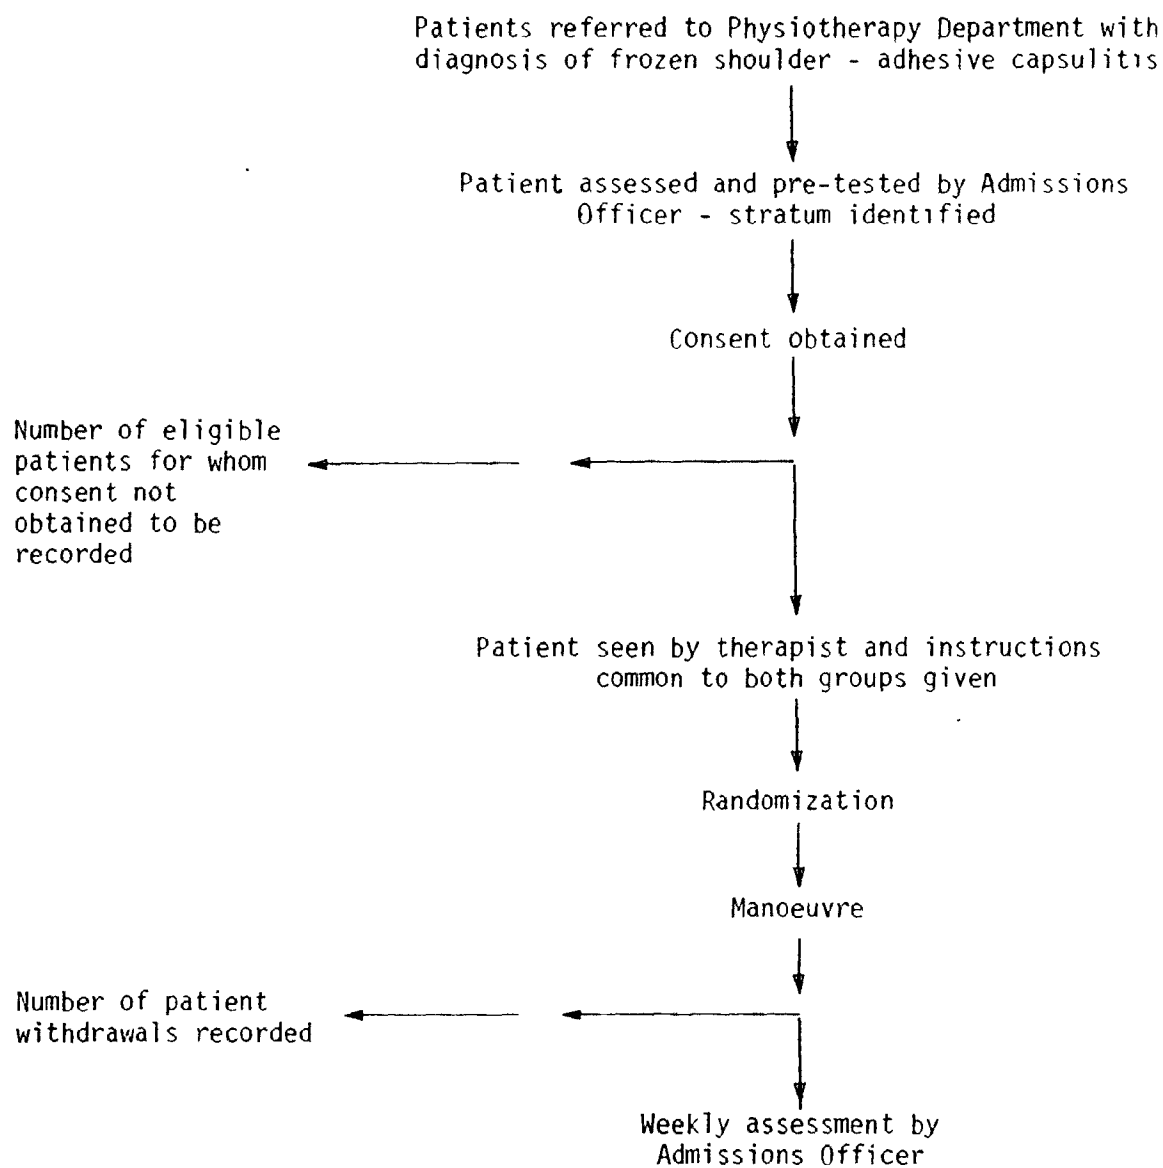 Patients referred to Physiotherapy Department with
diagnosis of frozen shoulder - adhesive capsulitis
Patient assessed and pre-tested by Admissions
Officer - stratum identified
Consent obtained
Number of eligible
patients for whom
consent not
obtained to be
recorded
Patient seen by therapist and instructions
common to both groups given
Randomization
Manoeuvre
Number of patient
withdrawals recorded
Weekly assessment by
Admissions Officer